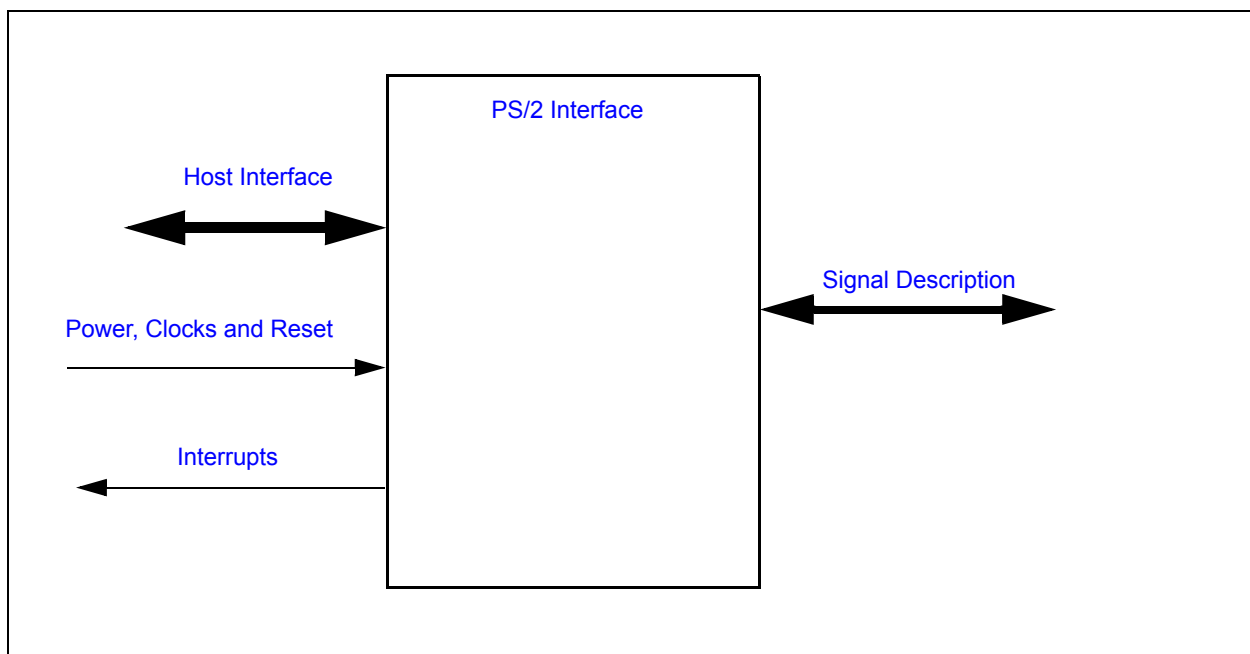 PS/2 Interface
Host Interface
Signal Description
Power, Clocks and Reset
Interrupts